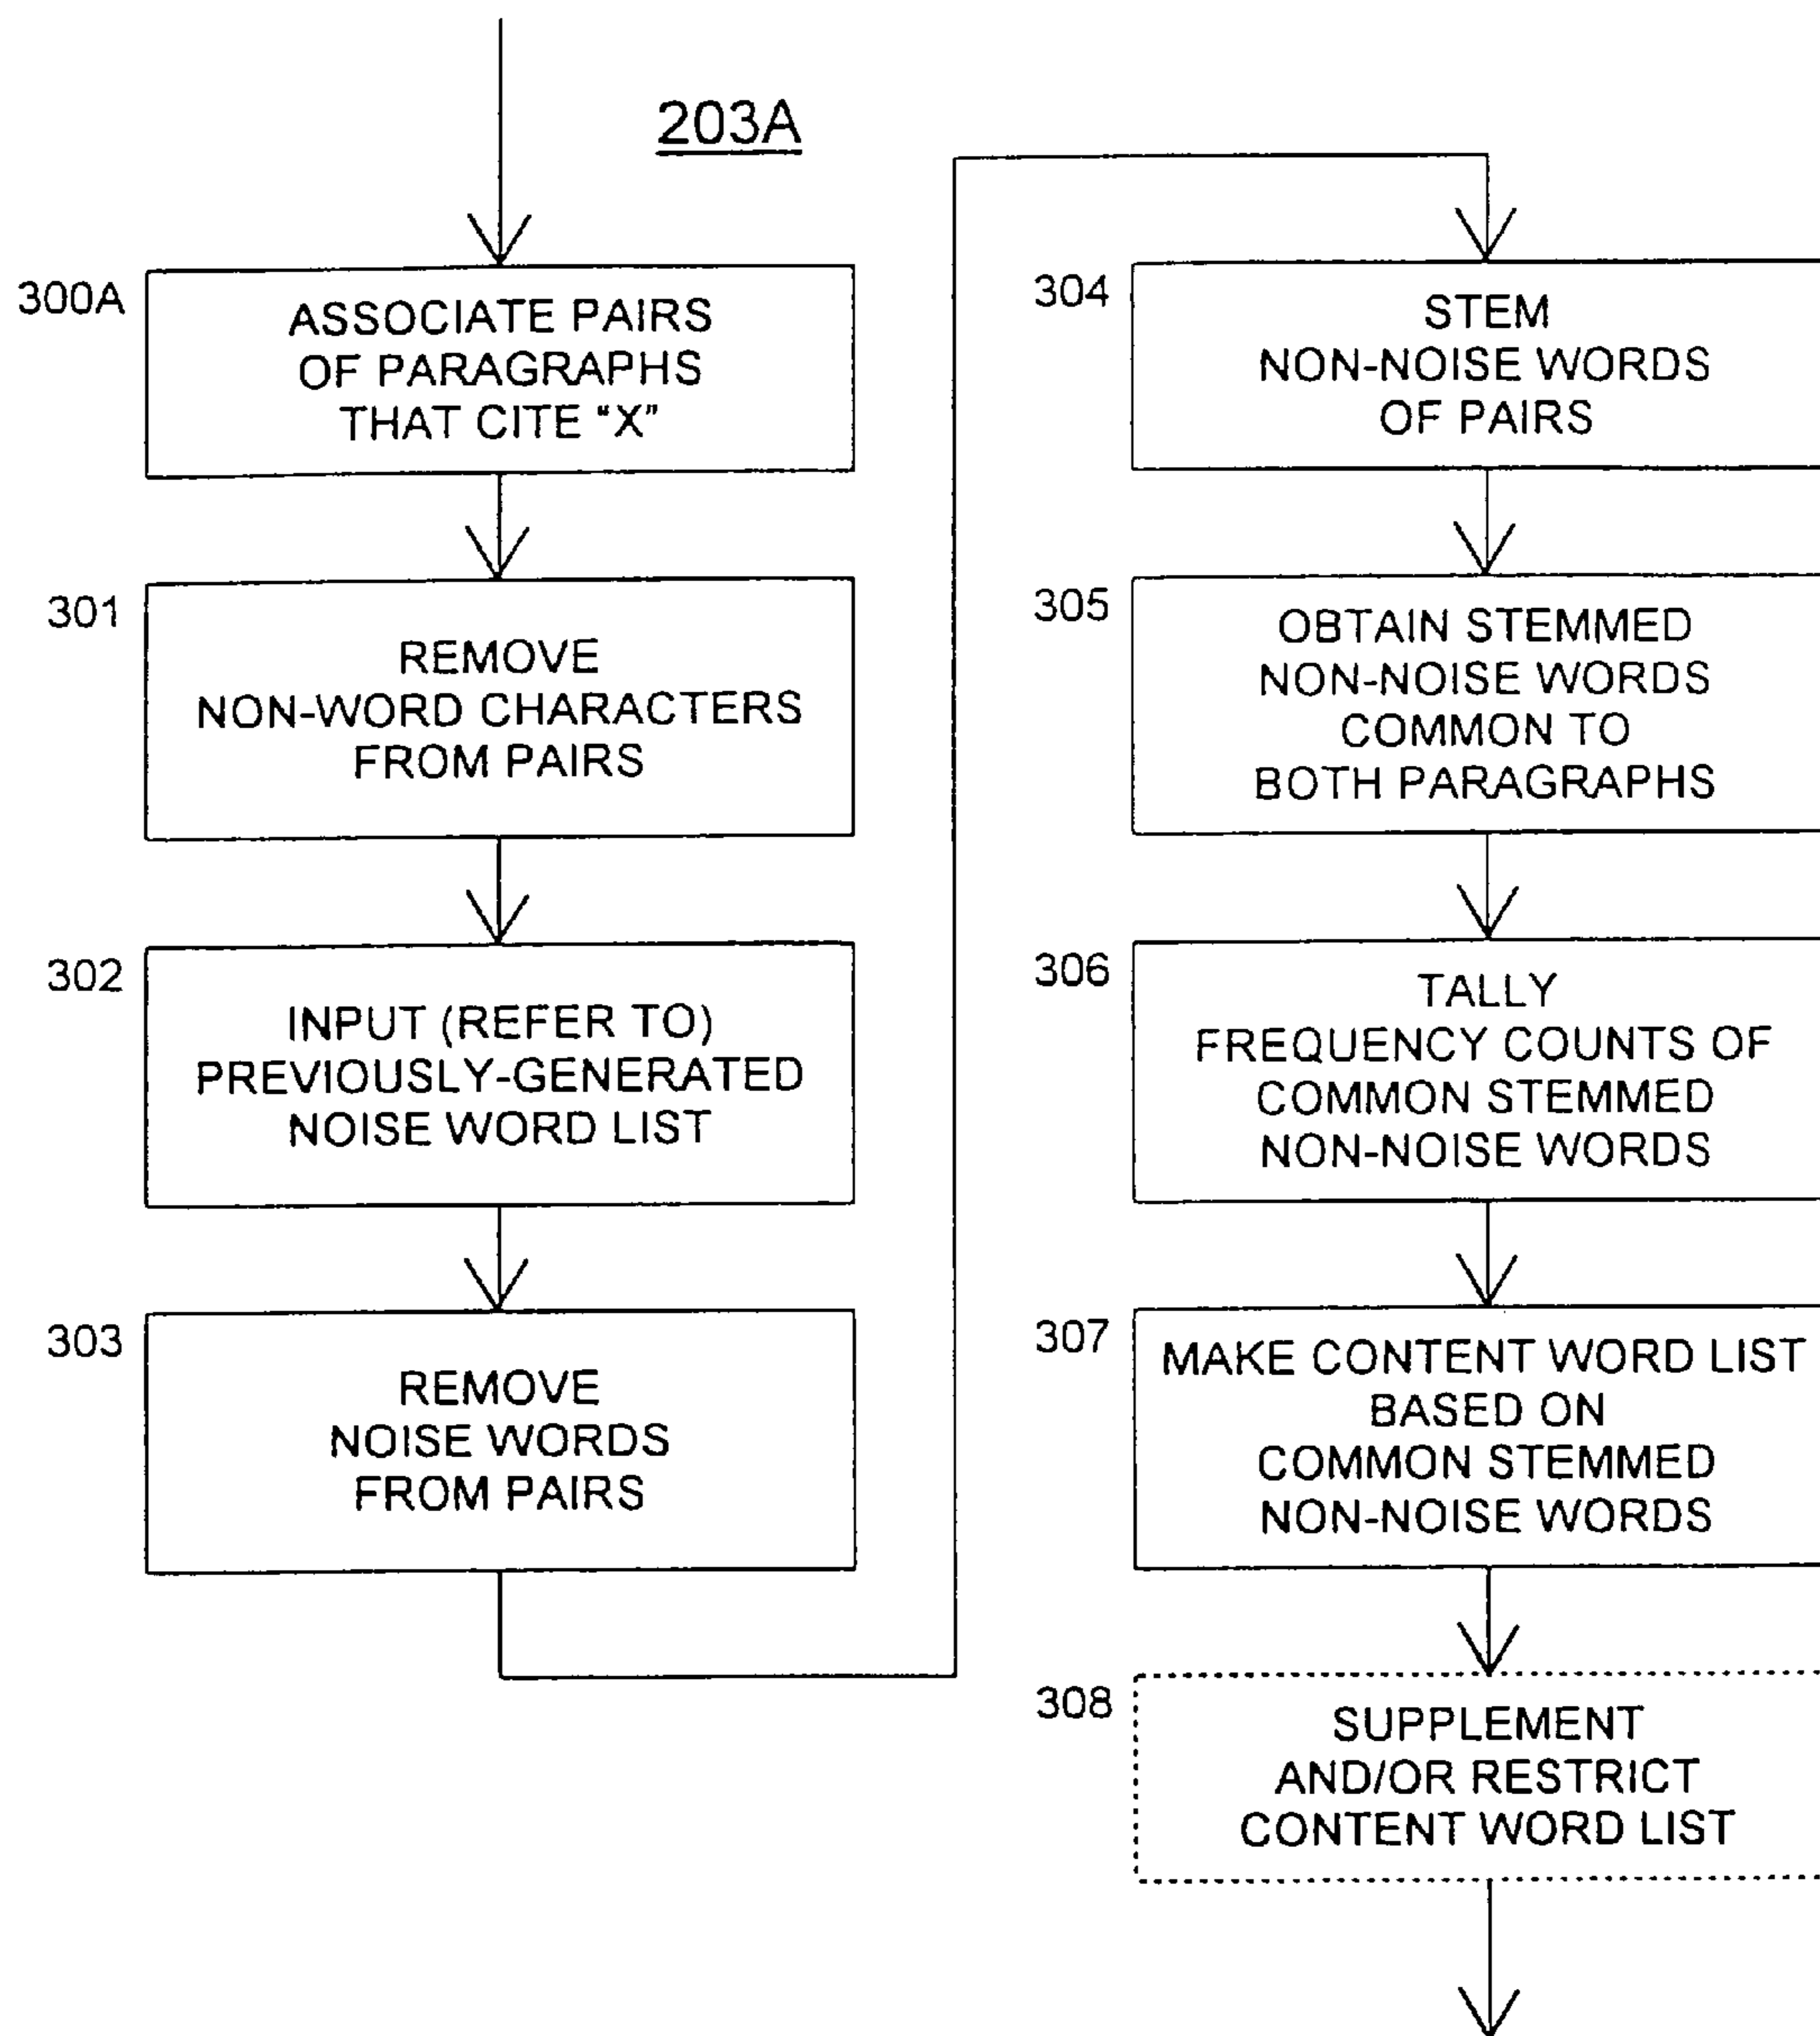 203A
300A
ASSOCIATE PAIRS
OF PARAGRAPHS
THAT CITE "X"
301
REMOVE
NON-WORD CHARACTERS
FROM PAIRS
302
INPUT (REFER TO)
PREVIOUSLY-GENERATED
NOISE WORD LIST
303
REMOVE
NOISE WORDS
FROM PAIRS
304
STEM
NON-NOISE WORDS
OF PAIRS
305
OBTAIN STEMMED
NON-NOISE WORDS
COMMON TO
BOTH PARAGRAPHS
306
TALLY
FREQUENCY COUNTS OF
COMMON STEMMED
NON-NOISE WORDS
307
MAKE CONTENT WORD LIST
BASED ON
COMMON STEMMED
NON-NOISE WORDS
308
SUPPLEMENT
AND/OR RESTRICT
CONTENT WORD LIST